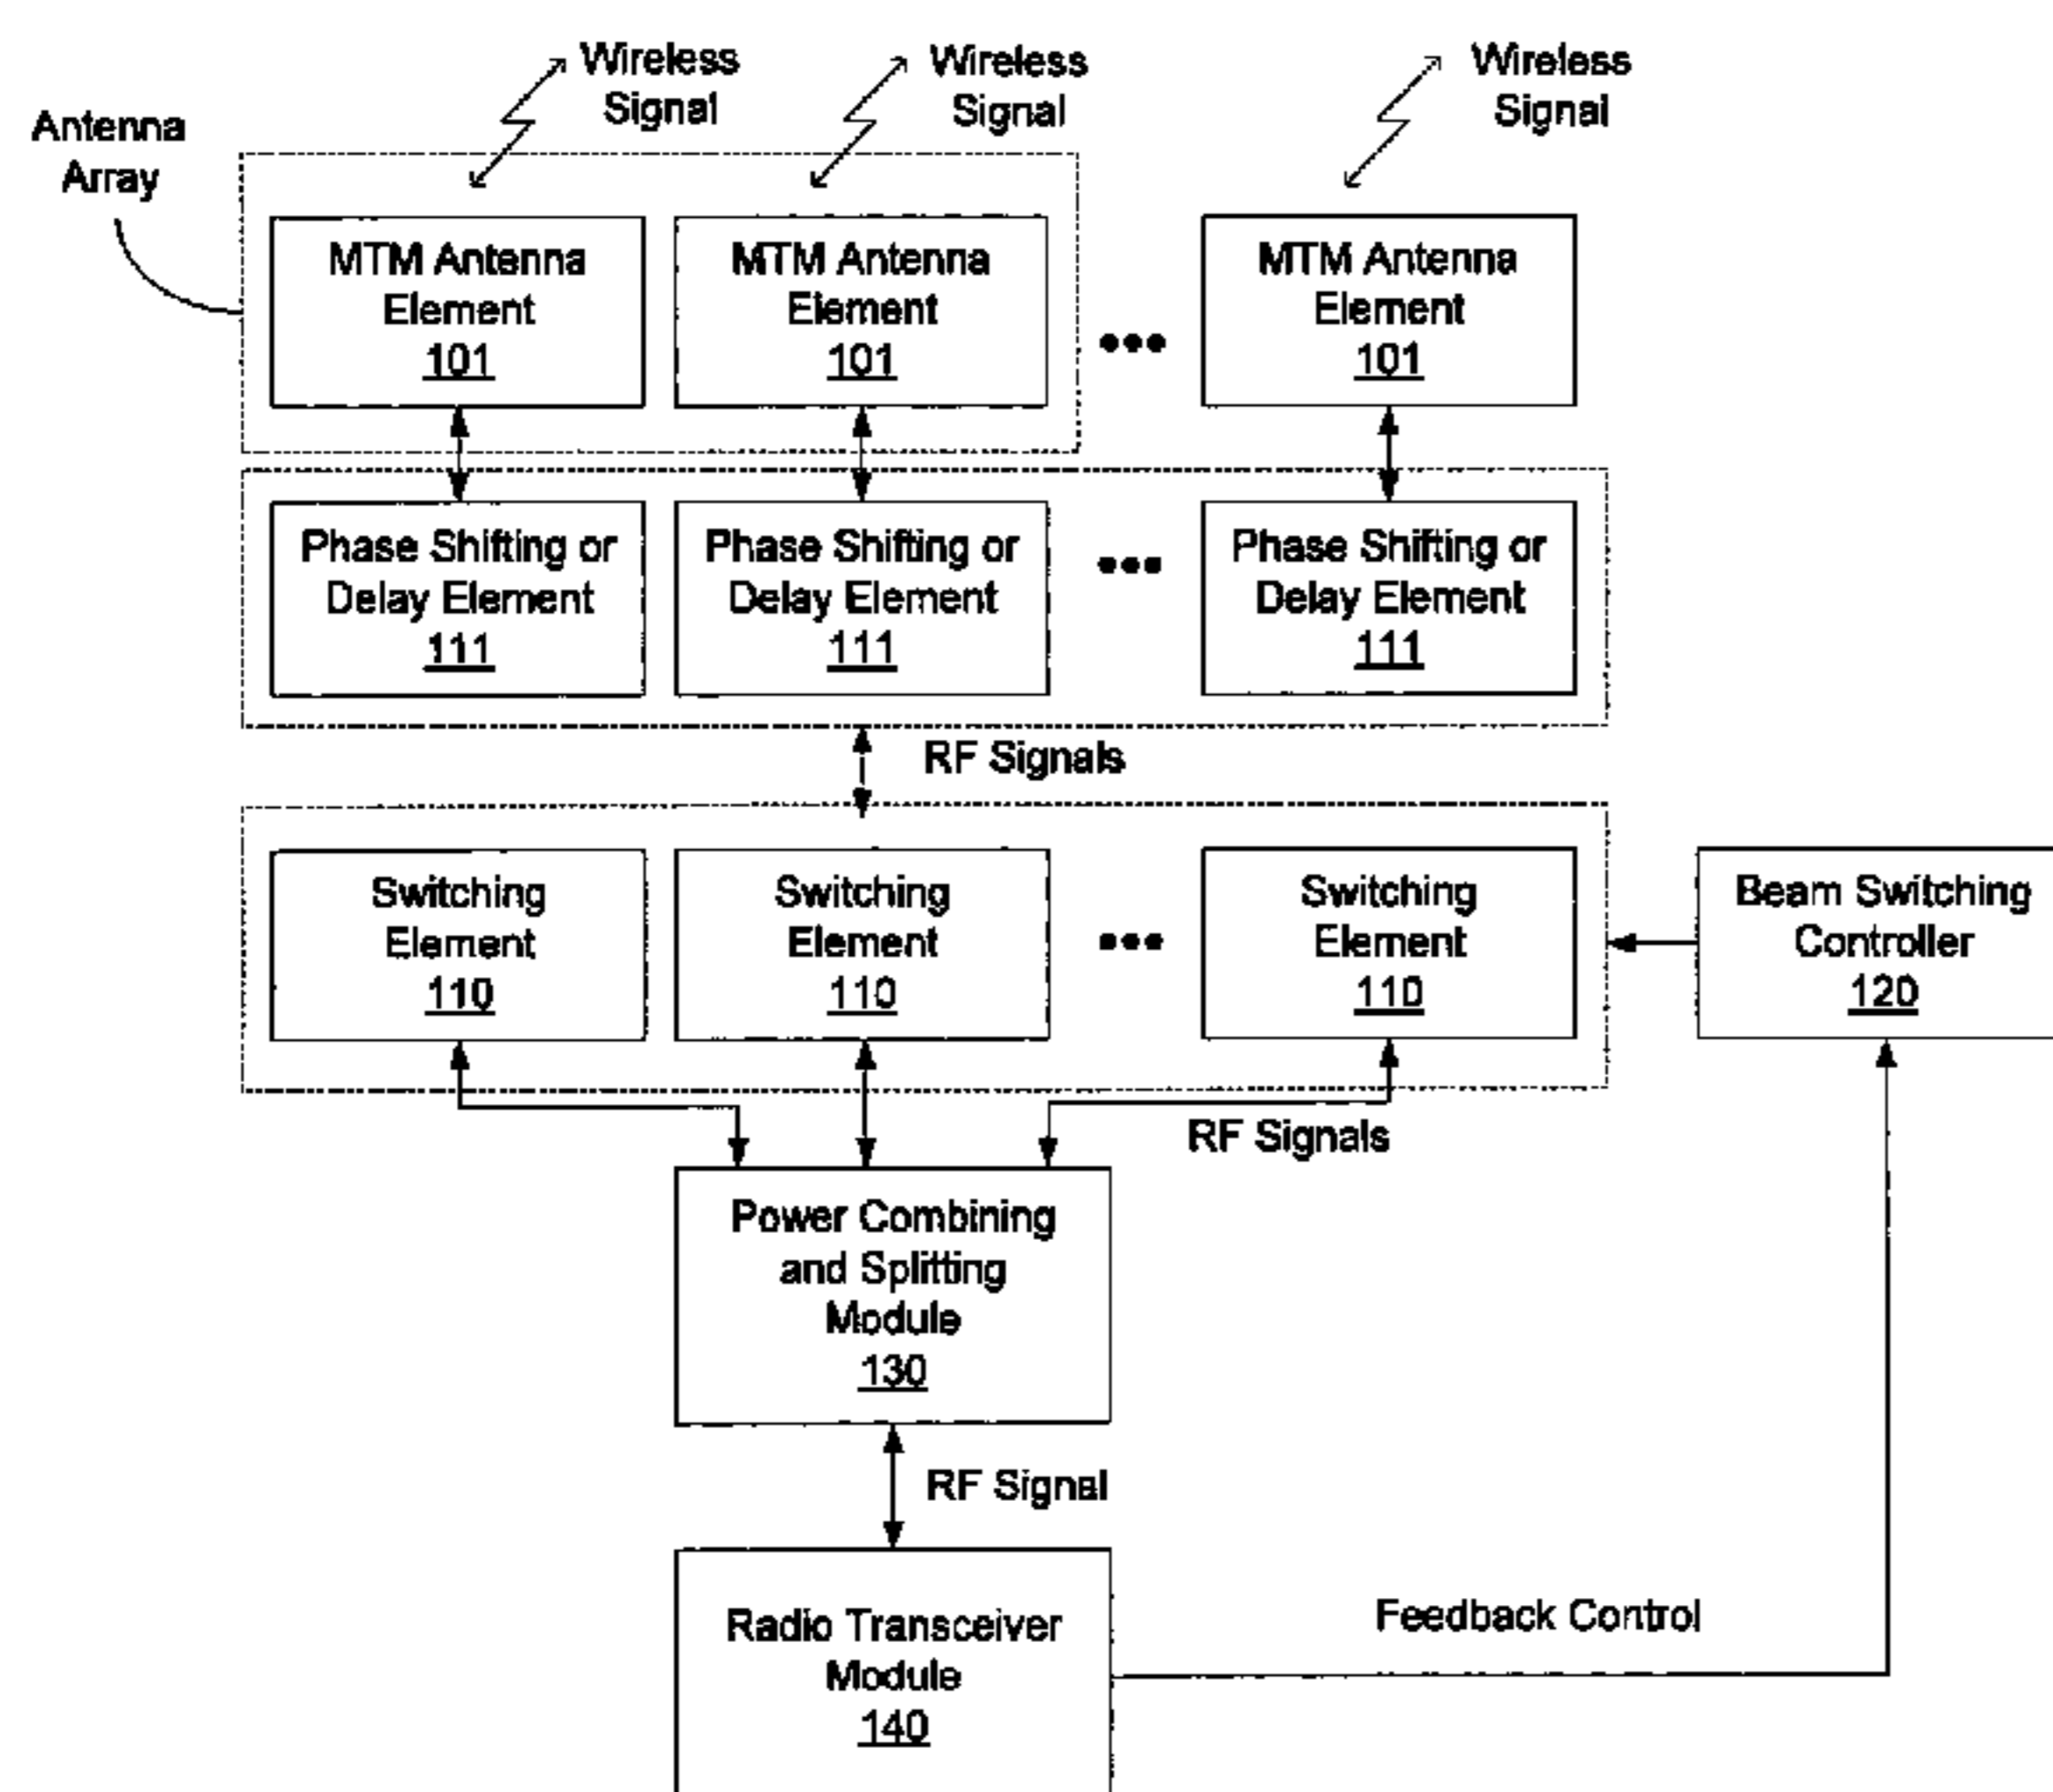 Wireless
Signal
Wireless
Signal
Wireless
Signal
Antenna
Array
MTM Antenna
Element
101
MTM Antenna
Element
101
MTM Antenna
Element
101
Phase Shifting or
Delay Element
111
Phase Shifting or
Delay Element
111
Phase Shifting or
Delay Element
111
RF Signals
Switching
Element
110
Switching
Element
110
Switching
Element
110
Beam Switching
Controller
120
RF Signals
Power Combining
and Splitting
Module
130
RF Signal
Radio Transceiver
Module
140
Feedback Control